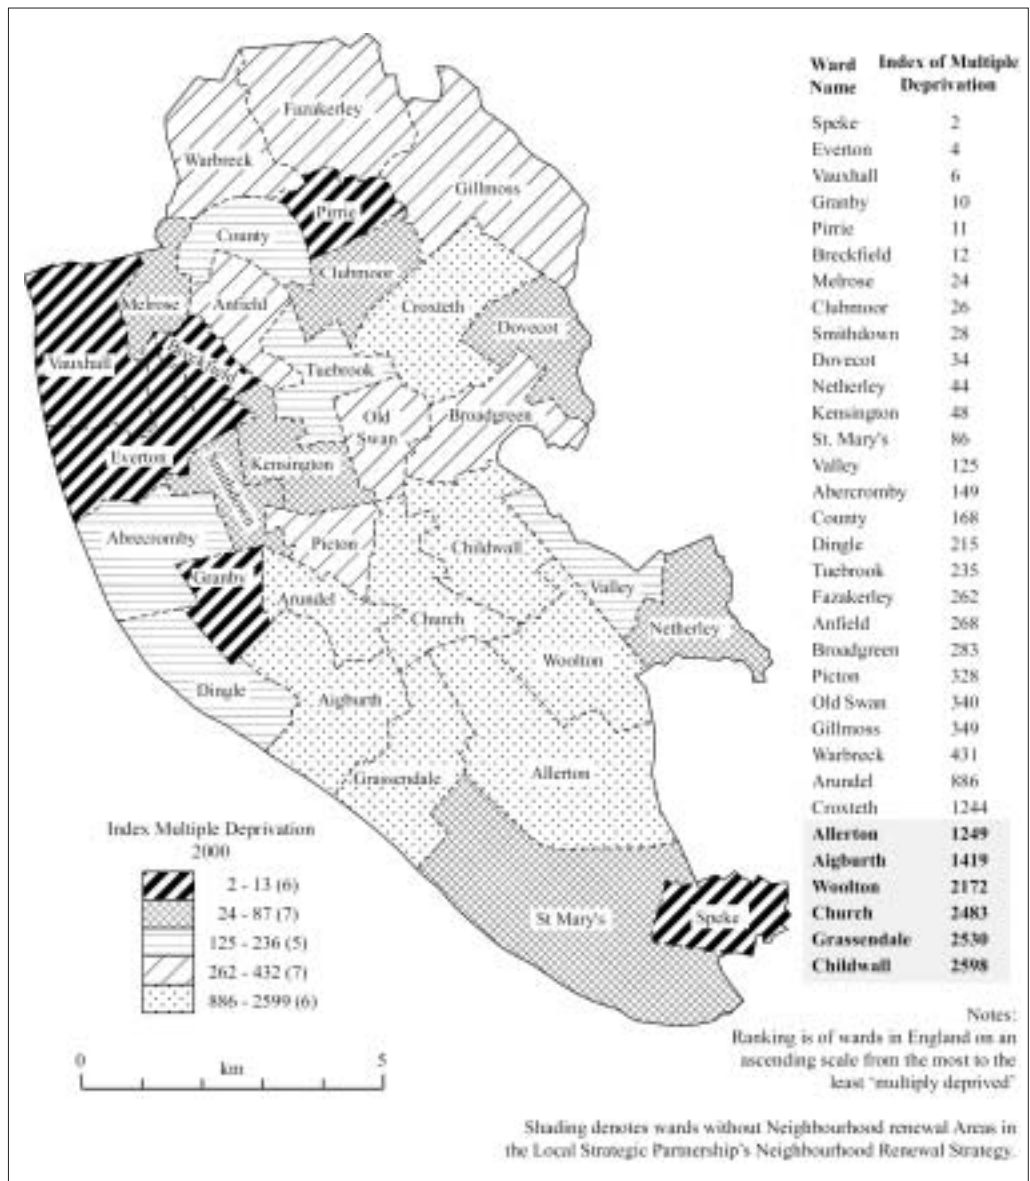 Fazakerley
Warbreck
Gillmoss
Pirrie
County
Clubmoor
Melrose
Anfield
Croxteth
Dovecot
Vauxhall
Breckfield
Tuebrook
Old
Swan
Broadgreen
Everton
Smithdown
Kensington
Abrecromby
Picton
Childwall
Granby
Arundel
Valley
Church
Netherley
Woolton
Dingle
Aigburth
Grassendale
Allerton
St Mary's
Speke
Index Multiple Deprivation
2000
2 - 13 (6)
24 - 87 (7)
125 - 236 (5)
262 - 432 (7)
886 - 2599 (6)
0 5
km
Ward Index of Multiple
Name Deprivation
Speke 2
Everton 4
Vauxhall 6
Granby 10
Pirrie 11
Breckfield 12
Melrose 24
Clubmoor 26
Smithdown 28
Dovecot 34
Netherley 44
Kensington 48
St. Mary's 86
Valley 125
Abercromby 149
County 168
Dingle 215
Tuebrook 235
Fazakerley 262
Anfield 268
Broadgreen 283
Picton 328
Old Swan 340
Gillmoss 349
Warbreck 431
Arundel 886
Croxteth 1244
Allerton 1249
Aigburth 1419
Woolton 2172
Church 2483
Grassendale 2530
Childwall 2598
Notes:
Ranking is of wards in England on an
ascending scale from the most to the
least 'multiply deprived'
Shading denotes wards without Neighbourhood renewal Areas in
the Local Strategic Partnership's Neighbourhood Renewal Strategy.